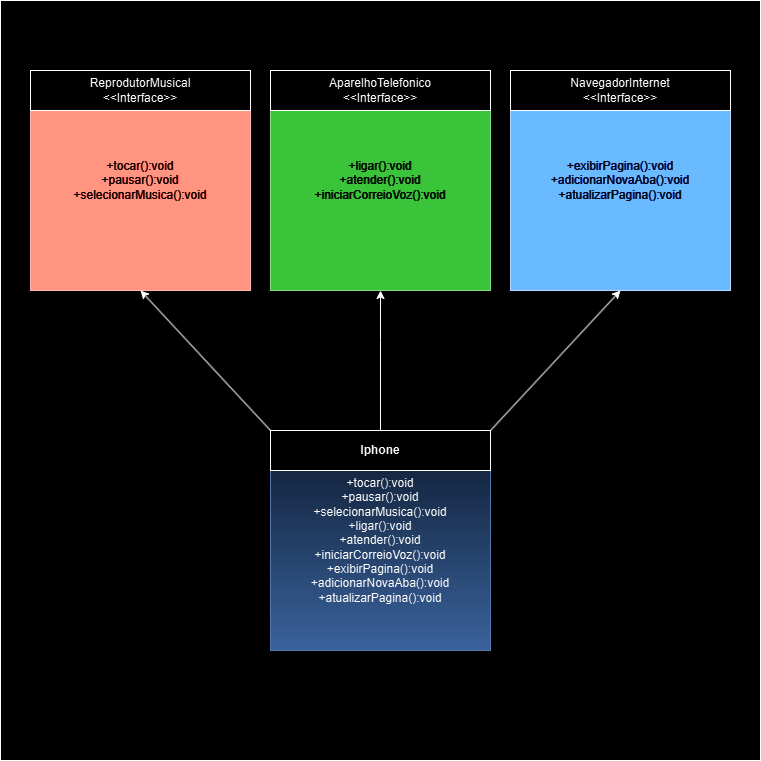 ReprodutorMusical
<<Interface>>
+tocar():void
+pausar():void
+selecionarMusica():void
AparelhoTelefonico
<<Interface>>
+ligar():void
+atender():void
+iniciarCorreioVoz():void
NavegadorInternet
<<Interface>>
+exibirPagina():void
+adicionarNovaAba():void
+atualizarPagina():void
Iphone
+tocar():void
+pausar():void
+selecionarMusica():void
+ligar():void
+atender():void
+iniciarCorreioVoz():void
+exibirPagina():void
+adicionarNovaAba():void
+atualizarPagina():void